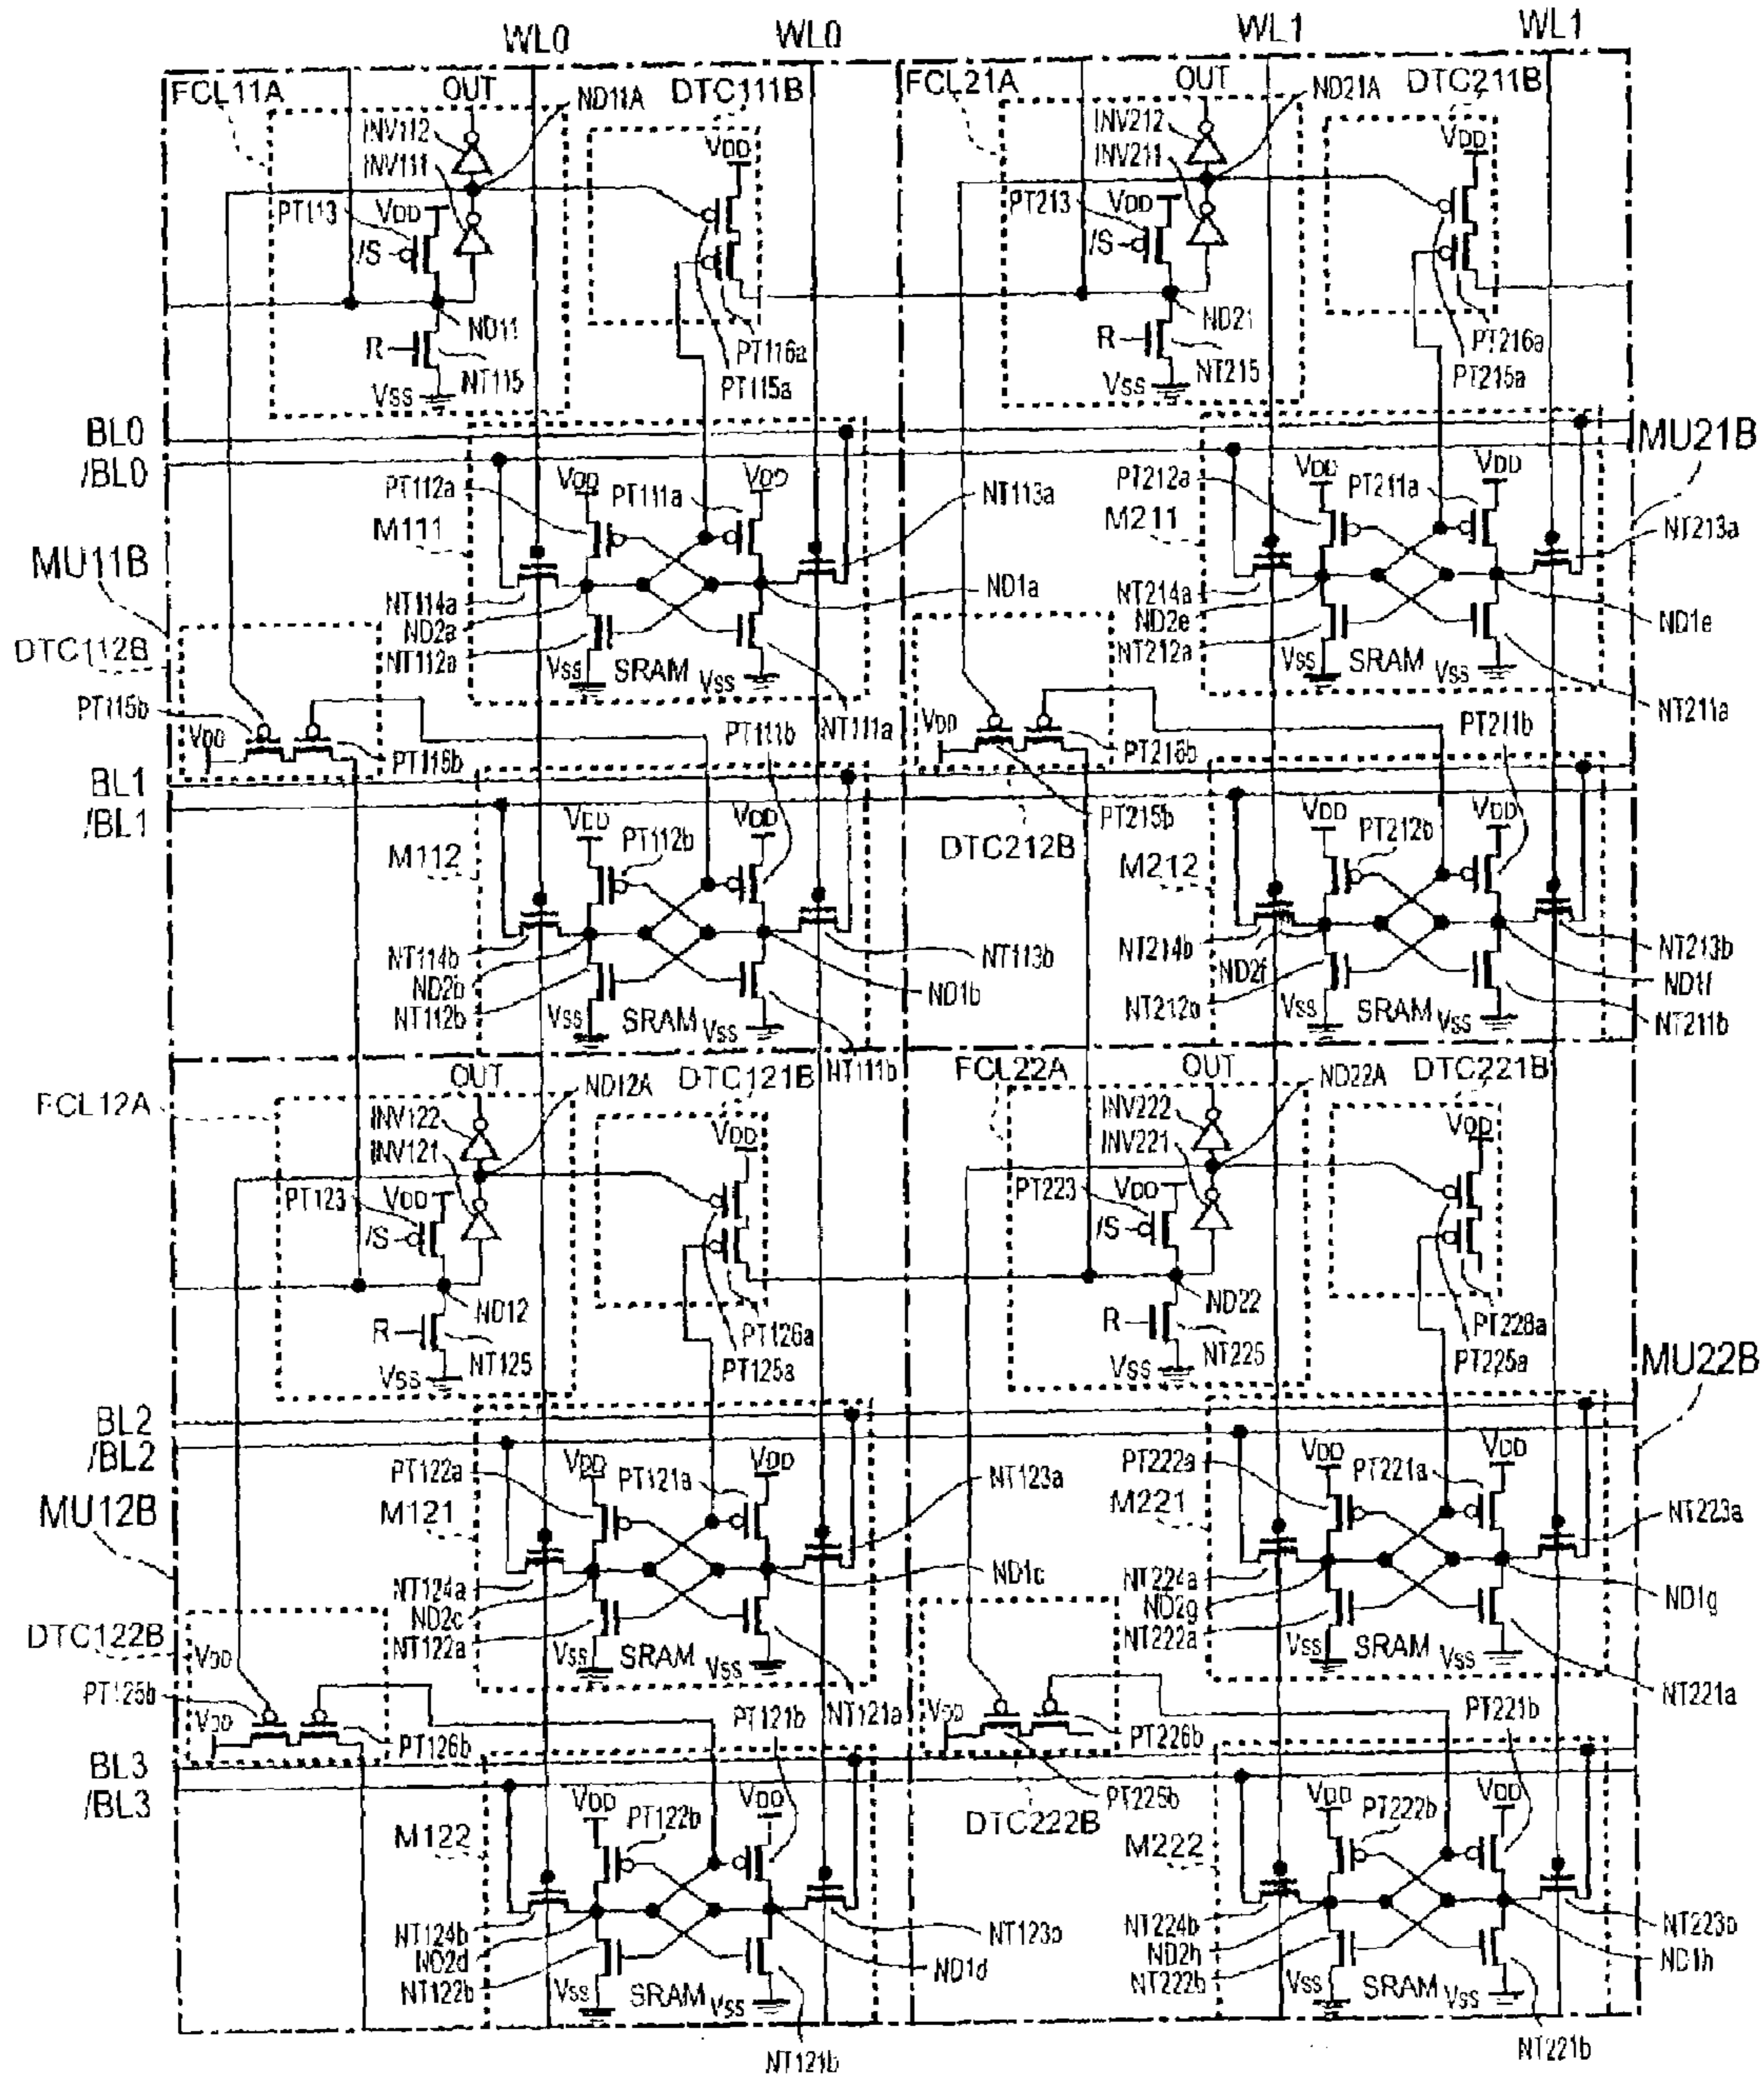 WL0 WL0 WL1 WL1
FCL11A OUT ND11A DTC111B FCL21A OUT ND21A DTC211B
INV112 VDD INV212 VDD
INV111 INV211
PT113 VDD PT213 VDD
/S /S
ND11 ND21
R PT116a R PT216a
NT115 PT115a NT215 PT215a
VSS VSS
BL0 MU21B
/BL0
PT112a VDD PT111a VDD NT113a PT212a VDD PT211a VDD
M111 M211 NT213a
MU11B
NT114a ND1a NT214a
ND2a ND2e ND1e
DTC112B NT112a VSS SRAM VSS NT212a VSS SRAM VSS
PT115b PT111b NT111a VDD PT211b NT211a
VDD PT116b PT216b
BL1
/BL1 VDD PT112b VDD PT215b VDD PT212b VDD
M112 DTC212B M212
NT114b NT113b NT214b NT213b
ND2b ND1b ND2f ND1f
NT112b VSS SRAM VSS NT212b VSS SRAM VSS NT211b
OUT ND12A DTC121B NT111b FCL22A OUT ND22A DTC221B
FCL12A INV122 VDD INV222 VDD
INV121 INV221
PT123 VDD PT223 VDD
/S /S
ND12 ND22
R PT126a R PT226a
NT125 PT125a NT225 PT225a
VSS VSS MU22B
BL2
/BL2
PT122a VDD PT121a VDD NT123a PT222a VDD PT221a VDD
MU12B M121 M221 NT223a
NT124a ND1c NT224a
ND2c ND2g ND1g
DTC122B VDD NT122a VSS SRAM VSS NT222a VSS SRAM VSS
PT125b PT121b NT121a PT221b NT221a
VDD PT126b VDD PT226b
BL3
/BL3 VDD PT122b VDD PT225b VDD PT222b VDD
M122 DTC222B M222
NT124b NT123b NT224b NT223b
ND2d ND1d ND2h ND1h
NT122b VSS SRAM VSS NT222b VSS SRAM VSS
NT121b NT221b